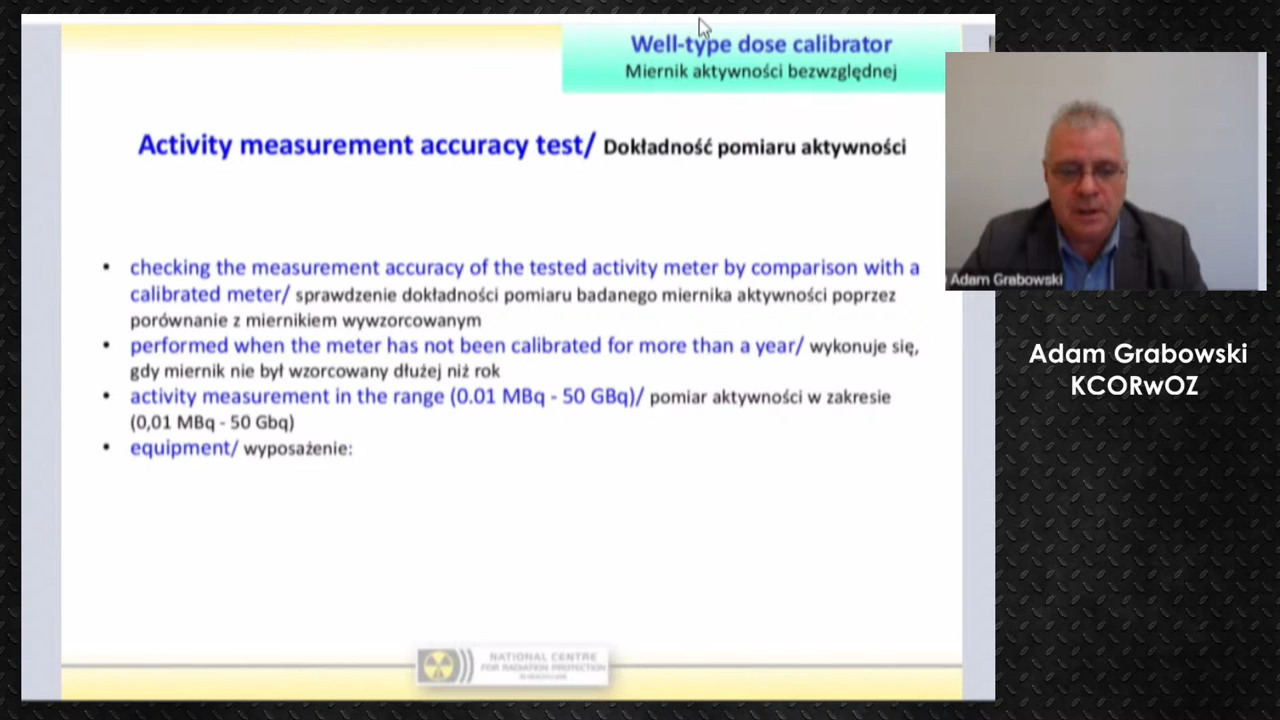 Well-type dose calibrator
Miernik aktywności bezwzględnej
Activity measurement accuracy test/ Dokładność pomiaru aktywności
• checking the measurement accuracy of the tested activity meter by comparison with a
calibrated meter/ sprawdzenie dokładności pomiaru badanego miernika aktywności poprzez
porównanie z miernikiem wywzorcowanym
• performed when the meter has not been calibrated for more than a year/ wykonuje się,
gdy miernik nie był wzorcowany dłużej niż rok
• activity measurement in the range (0.01 MBq - 50 GBq)/ pomiar aktywności w zakresie
(0,01 MBq - 50 Gbq)
• equipment/ wyposażenie:
NATIONAL CENTRE
FOR RADIATION PROTECTION
Adam Grabowski
Adam Grabowski
KCORwOZ